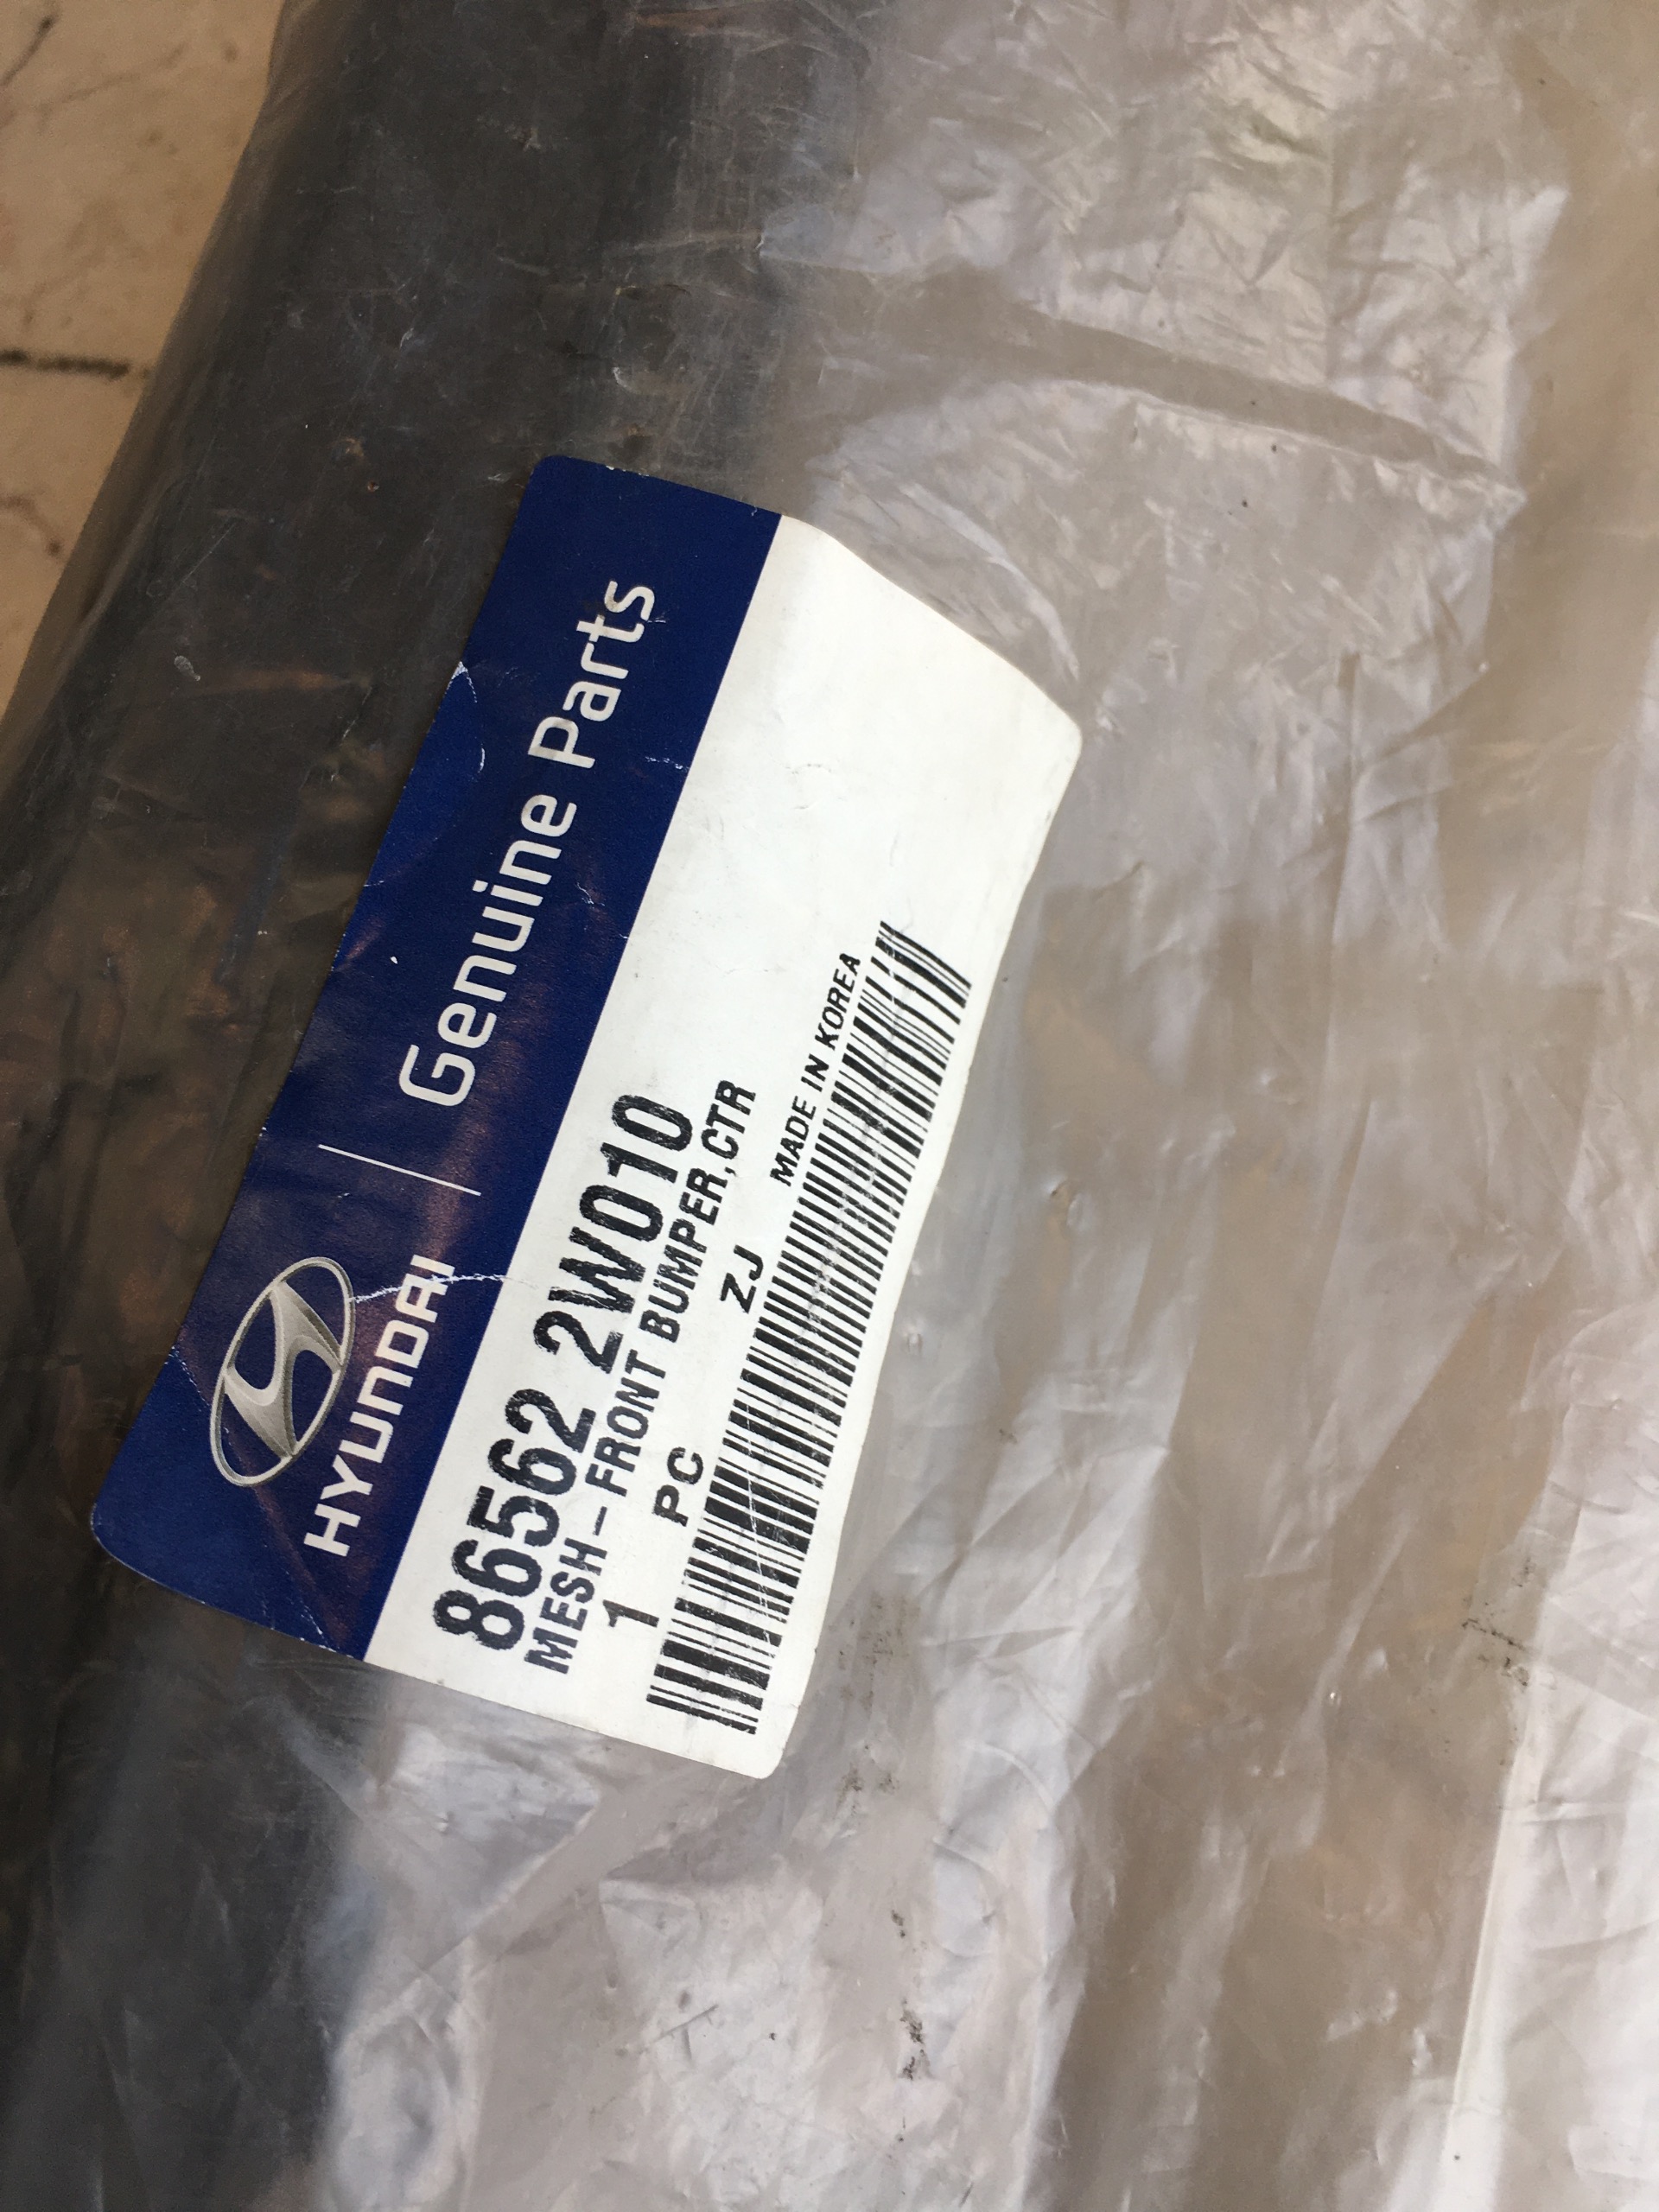 HYUNDAI | Genuine Parts
86562 2W010
MESH-FRONT BUMPER,CTR
1 PC ZJ
MADE IN KOREA